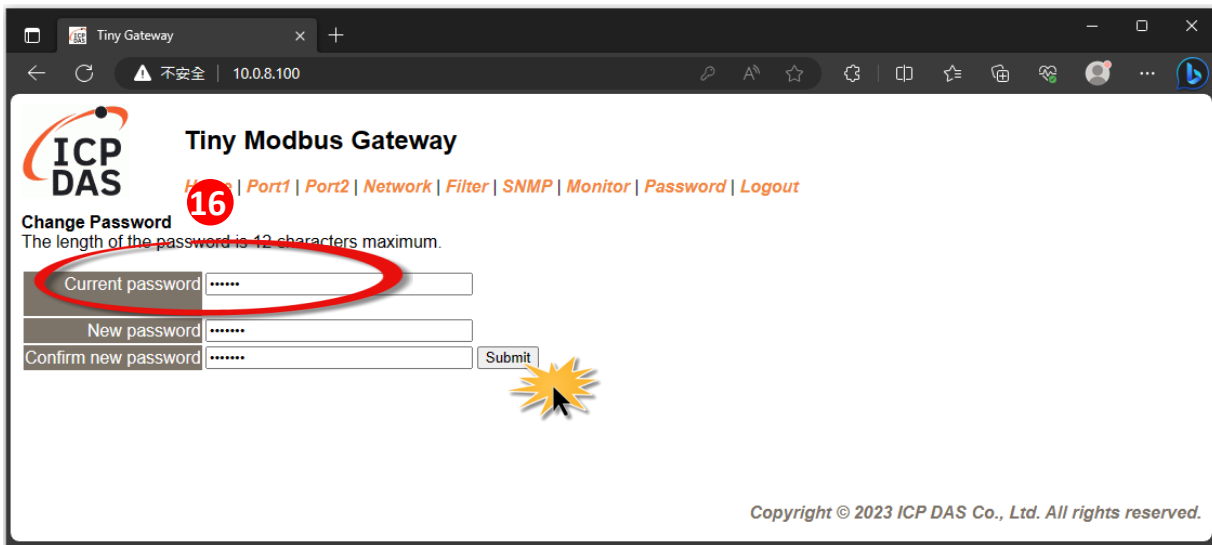 Tiny Gateway
不安全 10.0.8.100
ICP
DAS
Tiny Modbus Gateway
| Port1 | Port2 | Network | Filter | SNMP | Monitor | Password | Logout
16
Change Password
The length of the password is 12 characters maximum.
Current password ••••••
New password •••••••
Confirm new password ••••••• Submit
Copyright © 2023 ICP DAS Co., Ltd. All rights reserved.